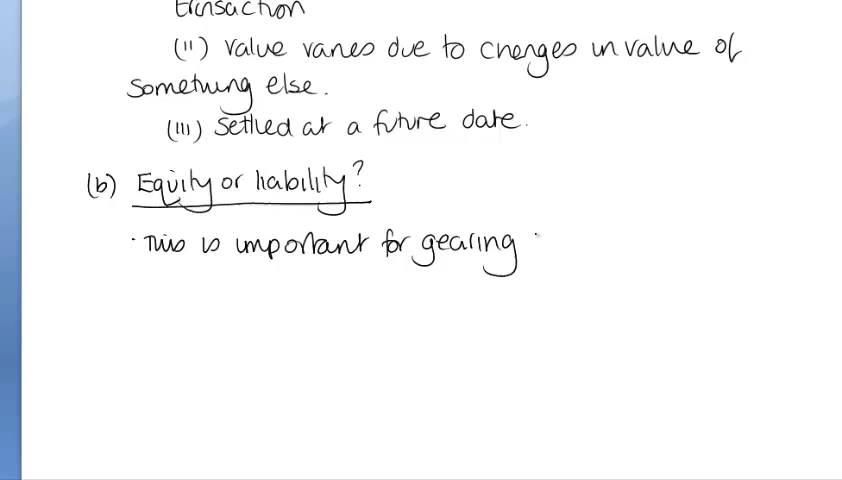 transaction
(ii) value varies due to changes in value of
something else.
(iii) settled at a future date.
(b) Equity or liability?
· This is important for gearing